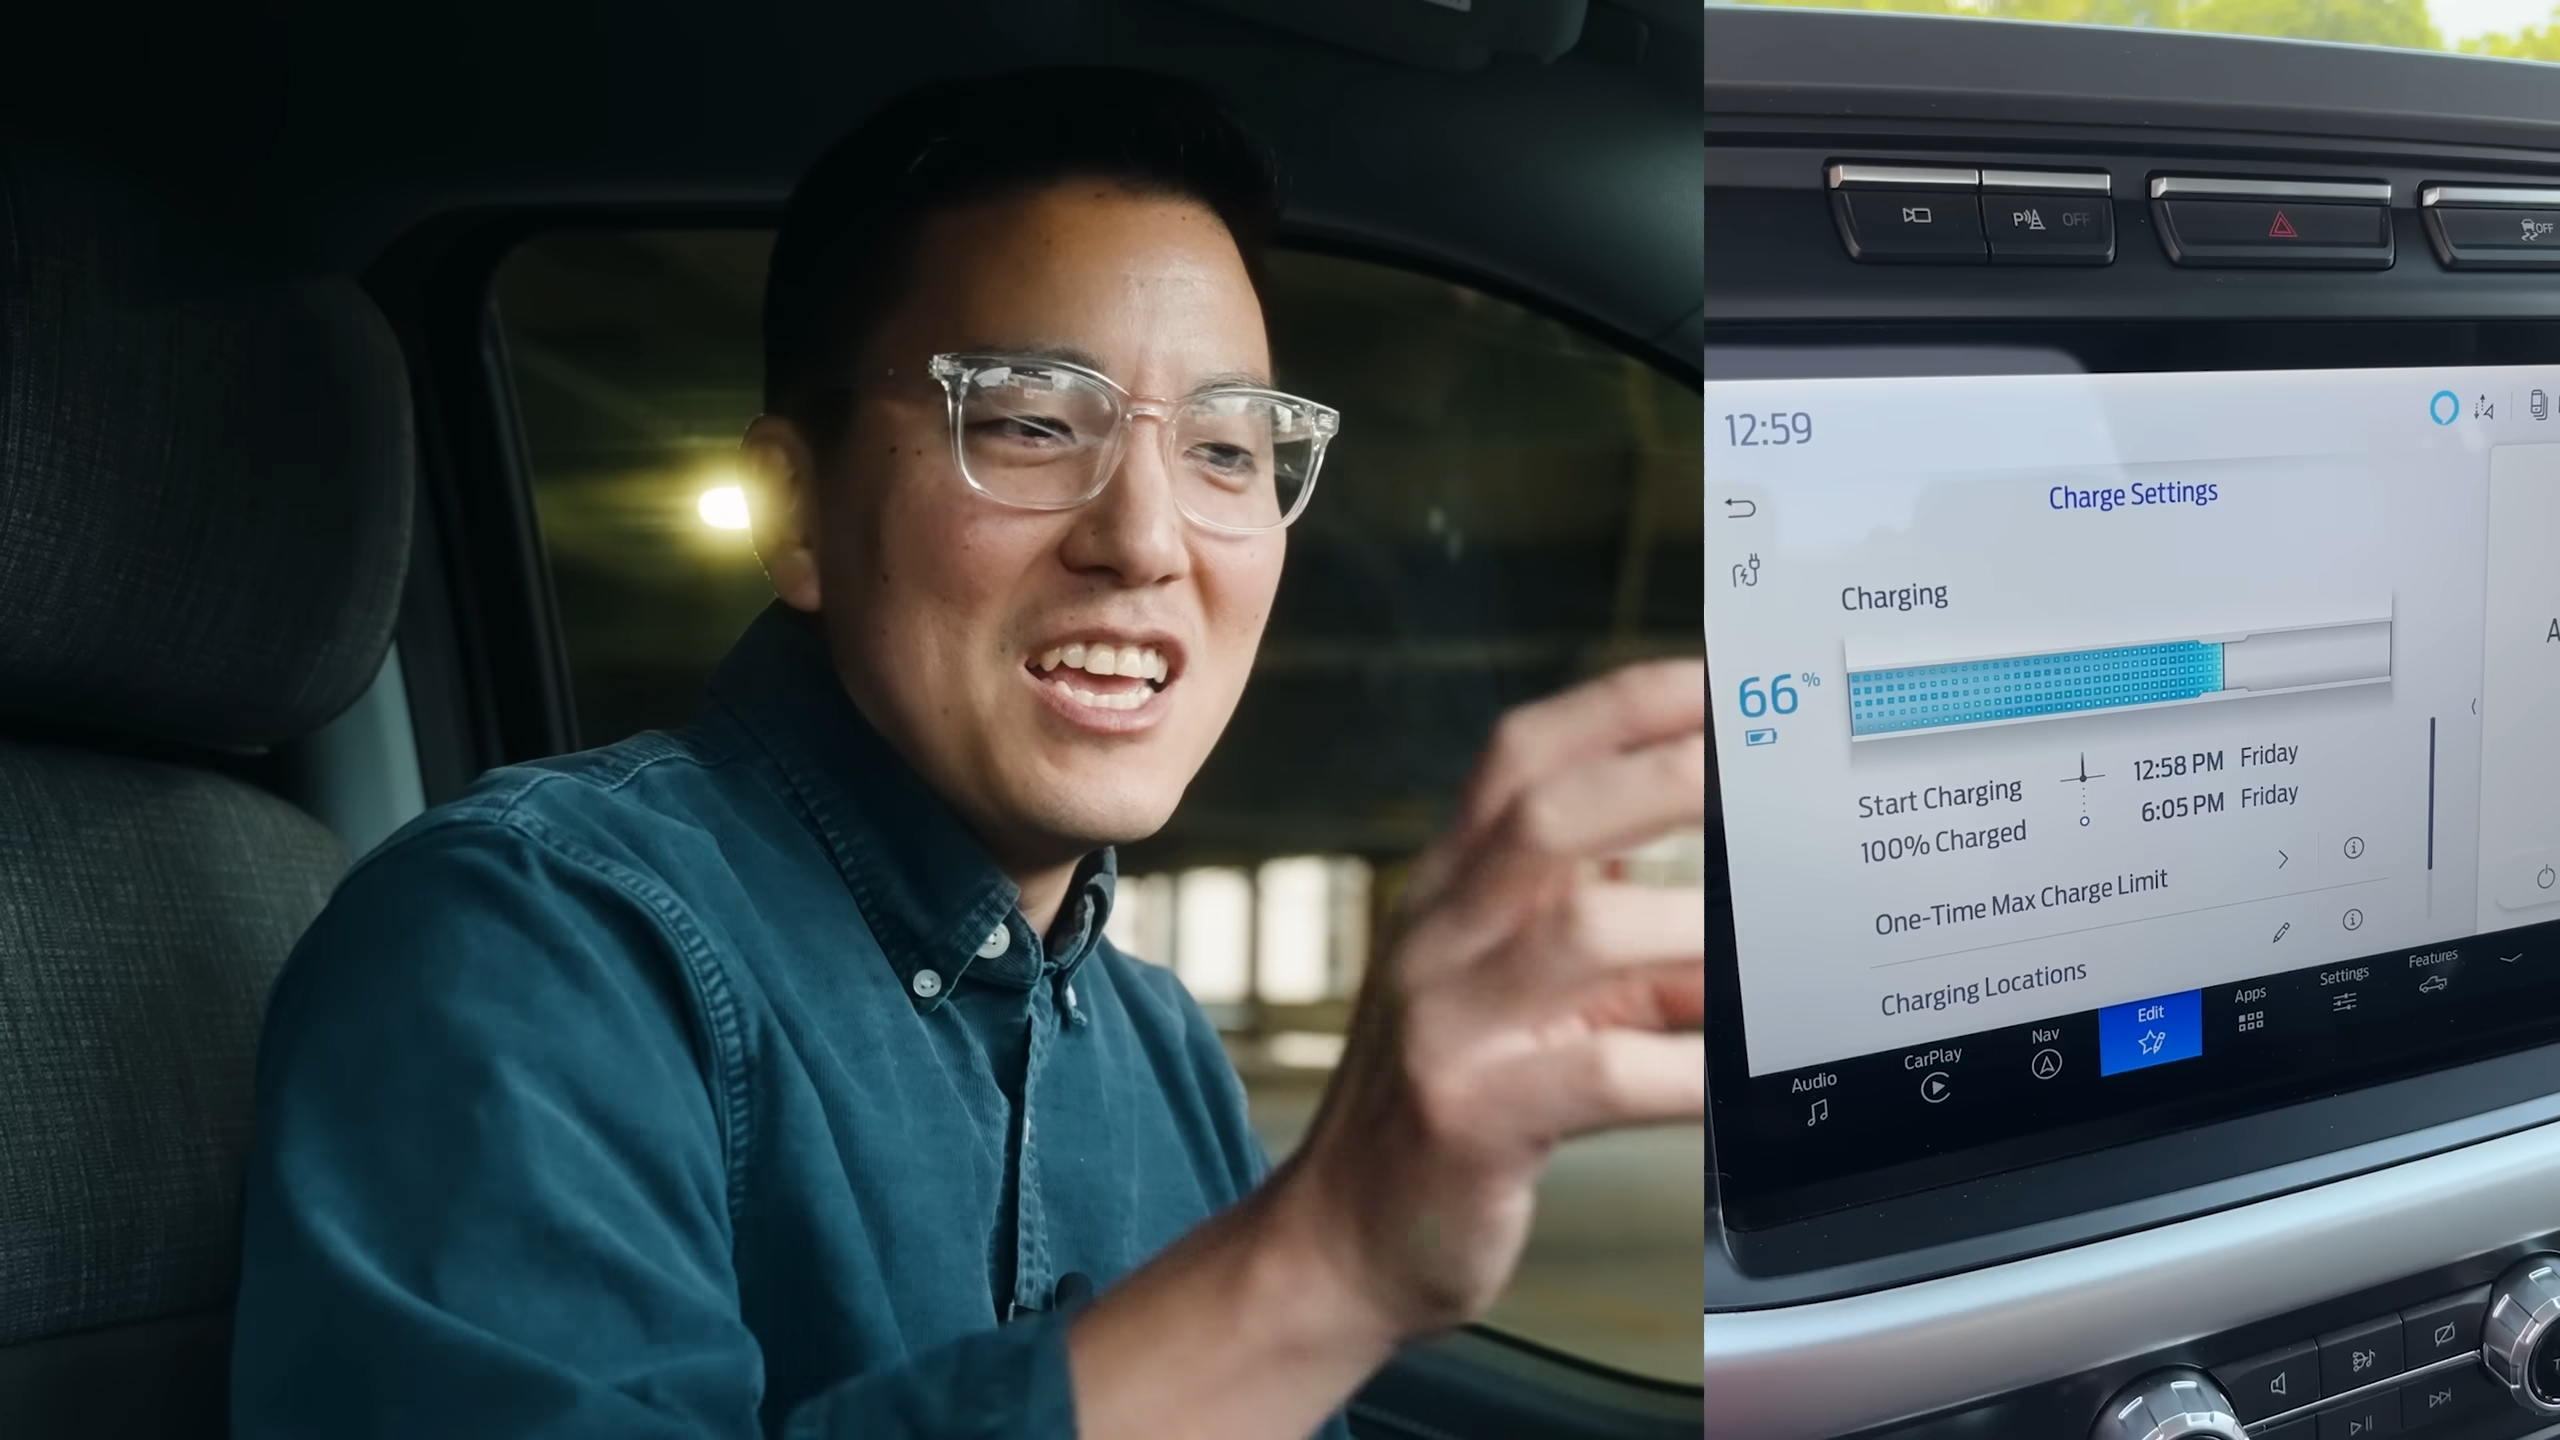 P OFF
OFF
12:59
Charge Settings
Charging
66%
Start Charging 12:58 PM Friday
100% Charged 6:05 PM Friday
One-Time Max Charge Limit
Charging Locations
Audio
CarPlay
Nav
Edit
Apps
Settings
Features